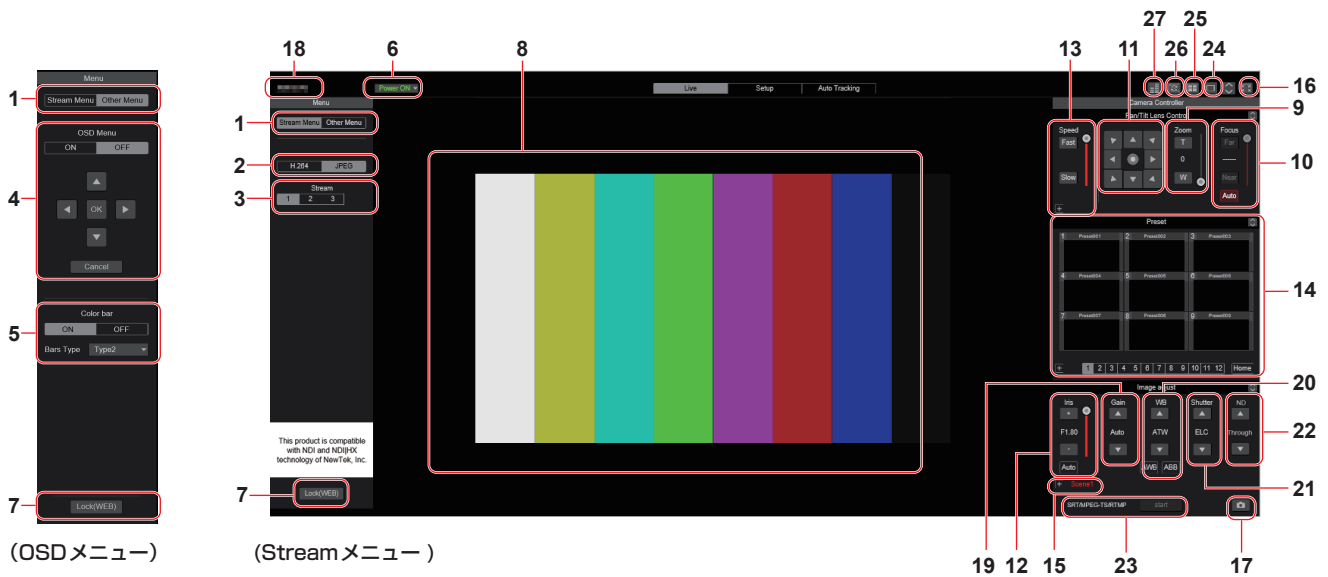 27 25
18 6 8 13 11 26 24
Menu
1 Stream Menu Other Menu
OSD Menu
ON OFF
4
OK
Cancel
Color bar
5 ON OFF
Bars Type Type2
7 Lock(WEB)
(OSDメニュー)
Power ON
Live Setup Auto Tracking
16
Menu
1 Stream Menu Other Menu
2 H.264 JPEG
Stream
3 1 2 3
This product is compatible
with NDI and NDI|HX
technology of NewTek, Inc.
7 Lock(WEB)
(Streamメニュー)
Camera Controller
9
Pan/Tilt Lens Control
Speed Zoom Focus
Fast T Far
0 -----
10
Slow W Near
Auto
+
Preset
1 Preset001 2 Preset002 3 Preset003
4 Preset004 5 Preset005 6 Preset006
14
7 Preset007 8 Preset008 9 Preset009
+ 1 2 3 4 5 6 7 8 9 10 11 12 Home
Image adjust
20
Iris Gain WB Shutter ND
+
F1.80 Auto ATW ELC Through
22
-
Auto AWB ABB
21
+ Scene1
SRT/MPEG-TS/RTMP start
19 12 15 23 17